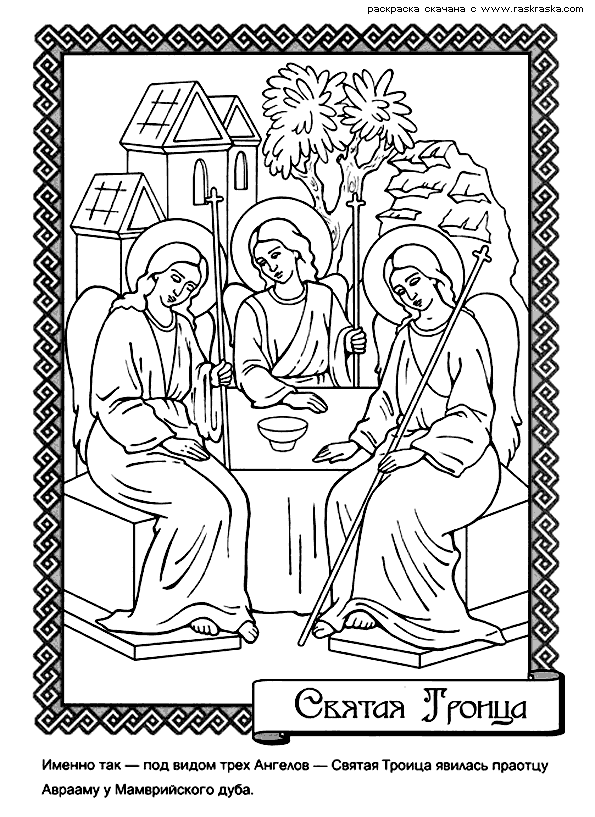 раскраска скачана с www.raskraska.com
Святая Троица
Именно так — под видом трех Ангелов — Святая Троица явилась праотцу
Аврааму у Мамврийского дуба.